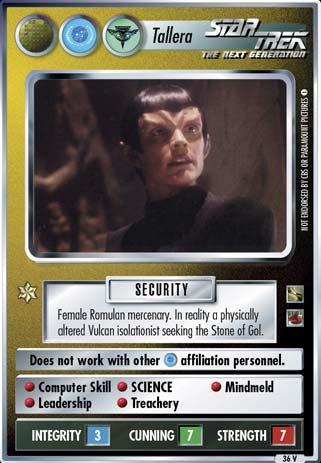 Tallera
STAR TREK
THE NEXT GENERATION
NOT ENDORSED BY CBS OR PARAMOUNT PICTURES
SECURITY
Female Romulan mercenary. In reality a physically
altered Vulcan isolationist seeking the Stone of Gol.
Does not work with other affiliation personnel.
Computer Skill SCIENCE Mindmeld
Leadership Treachery
INTEGRITY 3 CUNNING 7 STRENGTH 7
36 V